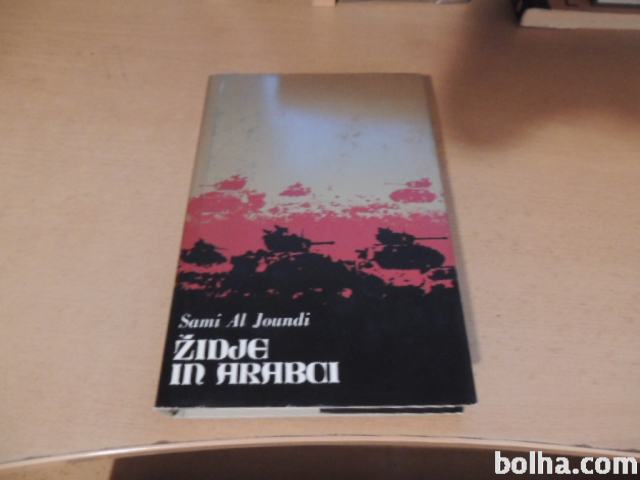 Sami Al Joundi
ŽIDJE
IN ARABCI
bolha.com